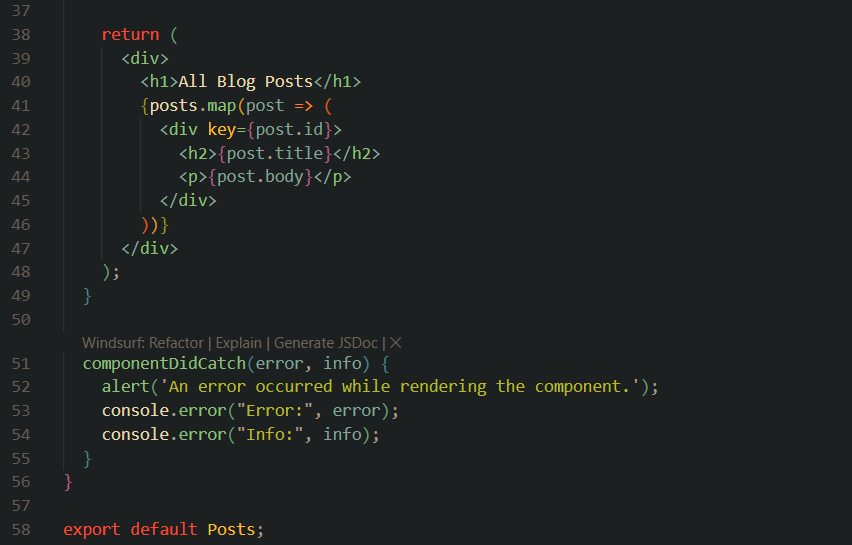 37
38 return (
39 <div>
40 <h1>All Blog Posts</h1>
41 {posts.map(post => (
42 <div key={post.id}>
43 <h2>{post.title}</h2>
44 <p>{post.body}</p>
45 </div>
46 ))}
47 </div>
48 );
49 }
50
Windsurf: Refactor | Explain | Generate JSDoc | ×
51 componentDidCatch(error, info) {
52 alert('An error occurred while rendering the component.');
53 console.error("Error:", error);
54 console.error("Info:", info);
55 }
56 }
57
58 export default Posts;